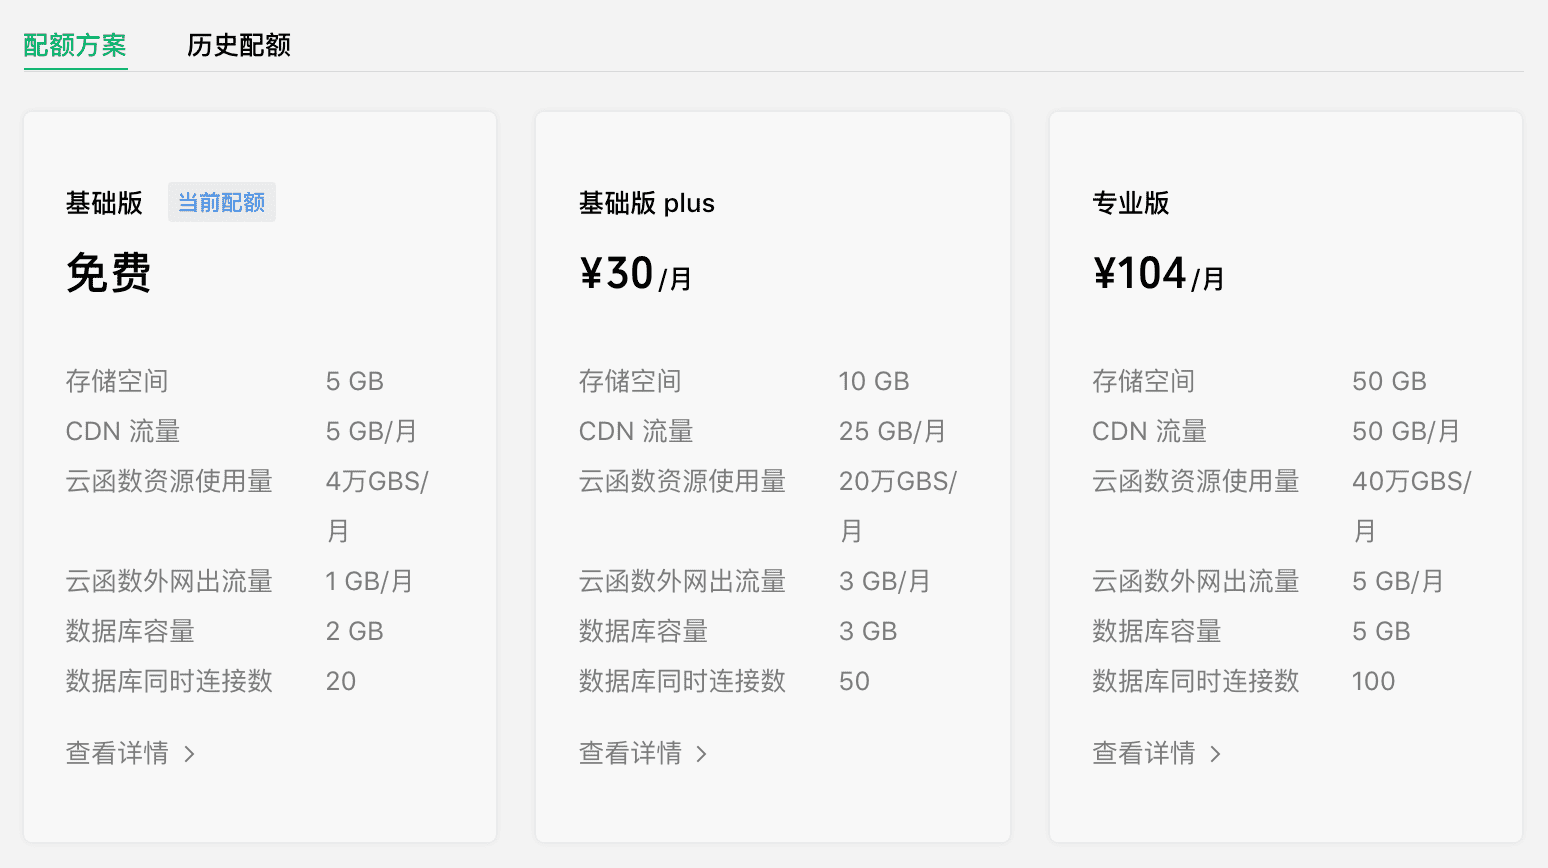 配额方案 历史配额
基础版 当前配额
免费
存储空间 5 GB
CDN 流量 5 GB/月
云函数资源使用量 4万GBS/
月
云函数外网出流量 1 GB/月
数据库容量 2 GB
数据库同时连接数 20
查看详情
基础版 plus
¥30/月
存储空间 10 GB
CDN 流量 25 GB/月
云函数资源使用量 20万GBS/
月
云函数外网出流量 3 GB/月
数据库容量 3 GB
数据库同时连接数 50
查看详情
专业版
¥104/月
存储空间 50 GB
CDN 流量 50 GB/月
云函数资源使用量 40万GBS/
月
云函数外网出流量 5 GB/月
数据库容量 5 GB
数据库同时连接数 100
查看详情